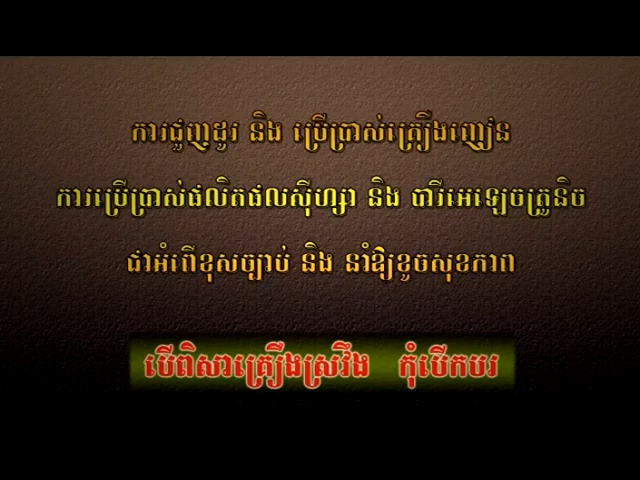 ការជួញដូរ និង ប្រើប្រាស់គ្រឿងញៀន
ការប្រើប្រាស់ផលិតផលស៊ីហ្សា និង បារីអេឡេចត្រូនិច
ជាអំពើខុសច្បាប់ និង នាំឱ្យខូចសុខភាព
បើពិសាគ្រឿងស្រវឹង កុំបើកបរ